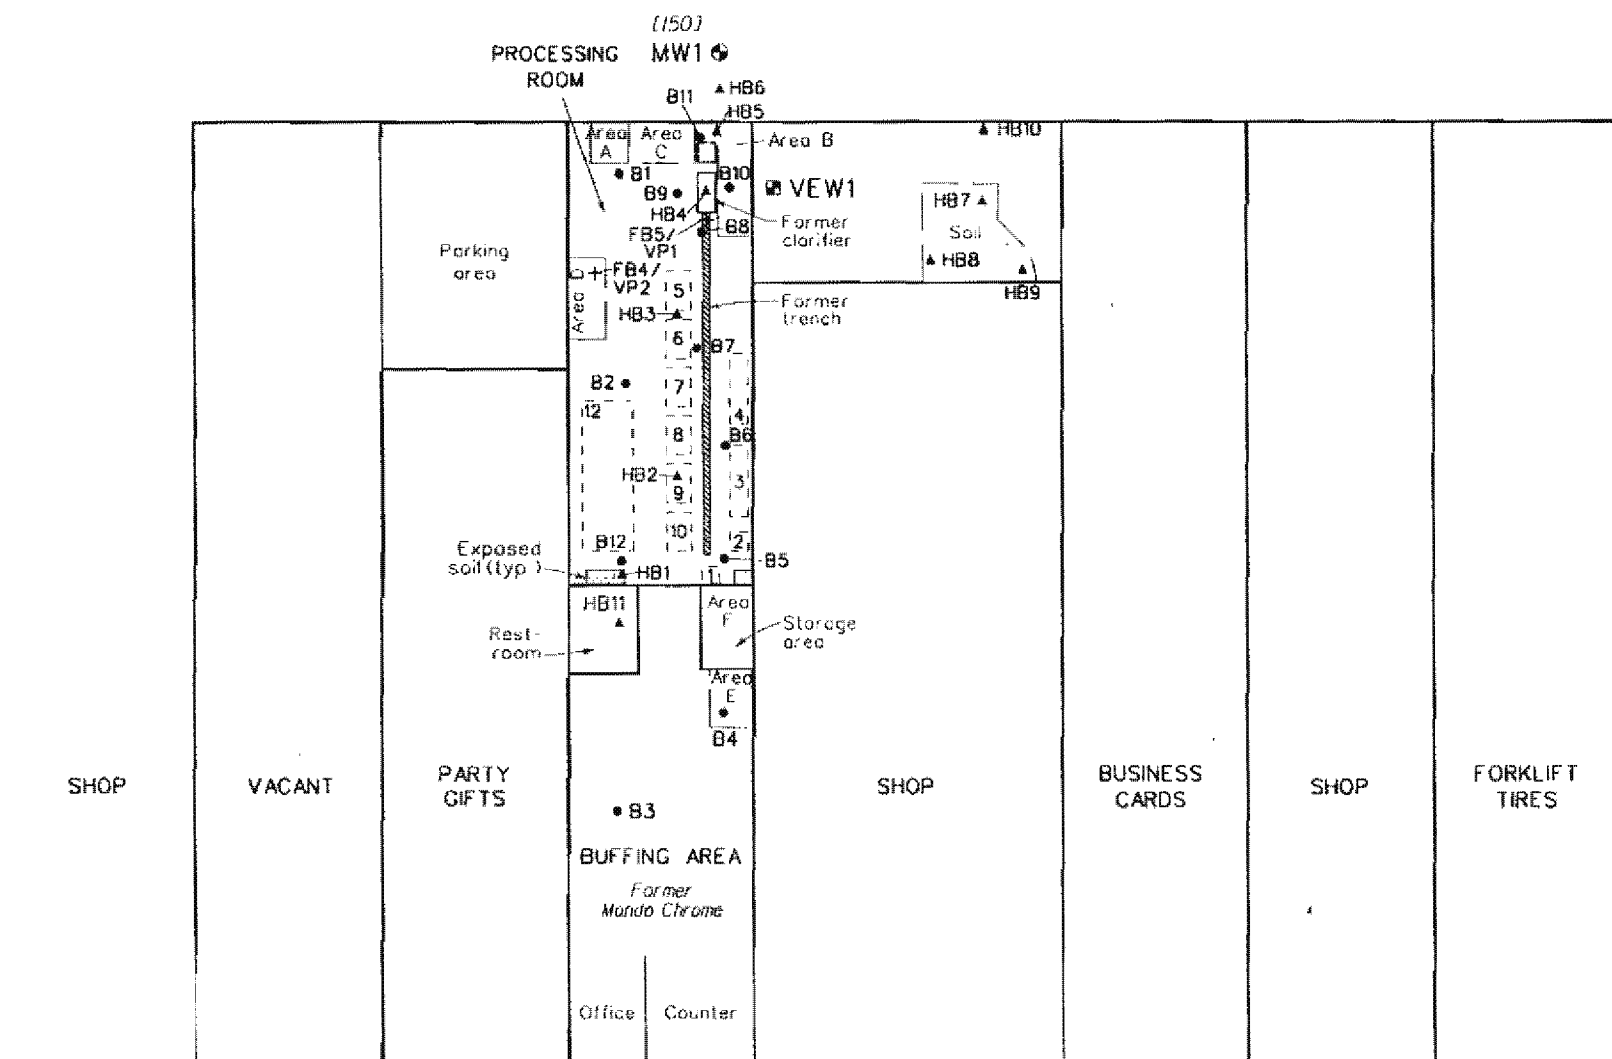 [150]
MW1
PROCESSING
ROOM
HB6
B11
HB5
Area
A
Area
C
Area B
HB10
B1
B9
B10
VEW1
HB4
HB7
Former
clarifier
B8
FB5/
VP1
Soil
HB8
HB9
Parking
area
Area D
FB4/
VP2
5
HB3
Former
trench
6
B7
B2
7
12
4
8
B6
HB2
9
3
10
B12
2
Exposed
soil (typ.)
B5
HB1
1
HB11
Area
F
Storage
area
Rest-
room
Area
E
B4
SHOP
VACANT
PARTY
GIFTS
SHOP
BUSINESS
CARDS
SHOP
FORKLIFT
TIRES
B3
BUFFING AREA
Former
Mondo Chrome
Office
Counter